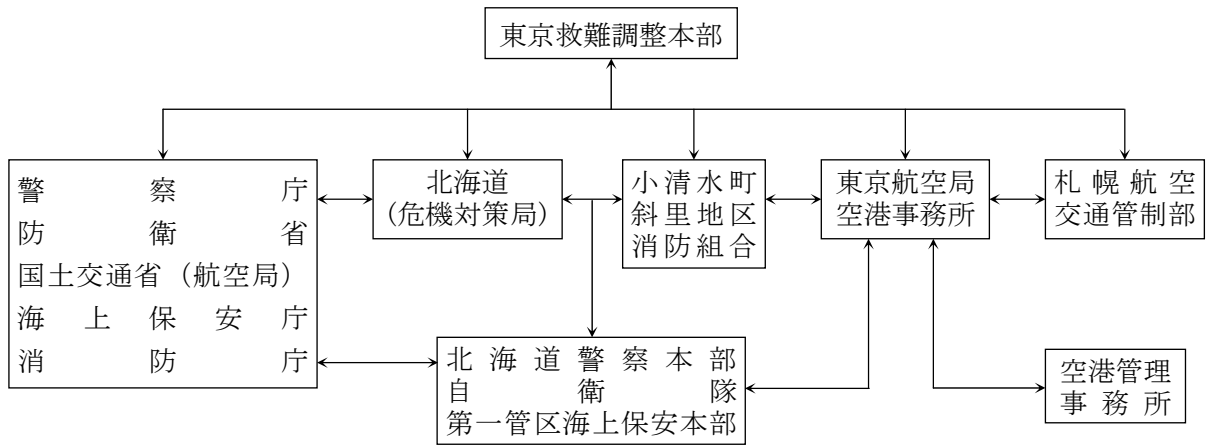 東京救難調整本部
警察庁
防衛省
国土交通省（航空局）
海上保安庁
消防庁
北海道
（危機対策局）
小清水町
斜里地区
消防組合
東京航空局
空港事務所
札幌航空
交通管制部
北海道警察本部
自衛隊
第一管区海上保安本部
空港管理
事務所